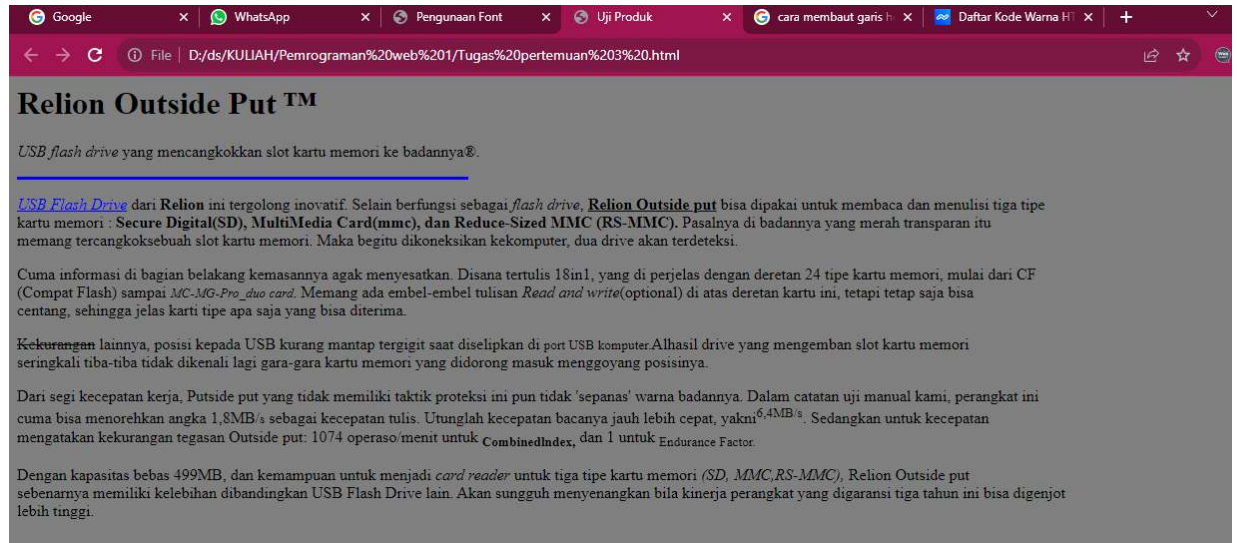 Google
WhatsApp
Pengunaan Font
Uji Produk
cara membaut garis h
Daftar Kode Warna HT
File | D:/ds/KULIAH/Pemrograman%20web%201/Tugas%20pertemuan%203%20.html
Relion Outside Put ™
USB flash drive yang mencangkokkan slot kartu memori ke badannya®.
USB Flash Drive dari Relion ini tergolong inovatif. Selain berfungsi sebagai flash drive, Relion Outside put bisa dipakai untuk membaca dan menulisi tiga tipe
kartu memori : Secure Digital(SD), MultiMedia Card(mmc), dan Reduce-Sized MMC (RS-MMC). Pasalnya di badannya yang merah transparan itu
memang tercangkoksebuah slot kartu memori. Maka begitu dikoneksikan kekomputer, dua drive akan terdeteksi.
Cuma informasi di bagian belakang kemasannya agak menyesatkan. Disana tertulis 18in1, yang di perjelas dengan deretan 24 tipe kartu memori, mulai dari CF
(Compat Flash) sampai MC-MG-Pro_duo card. Memang ada embel-embel tulisan Read and write(optional) di atas deretan kartu ini, tetapi tetap saja bisa
centang, sehingga jelas karti tipe apa saja yang bisa diterima.
Kekurangan lainnya, posisi kepada USB kurang mantap tergigit saat diselipkan di port USB komputer.Alhasil drive yang mengemban slot kartu memori
seringkali tiba-tiba tidak dikenali lagi gara-gara kartu memori yang didorong masuk menggoyang posisinya.
Dari segi kecepatan kerja, Putside put yang tidak memiliki taktik proteksi ini pun tidak 'sepanas' warna badannya. Dalam catatan uji manual kami, perangkat ini
cuma bisa menorehkan angka 1,8MB/s sebagai kecepatan tulis. Utunglah kecepatan bacanya jauh lebih cepat, yakni6,4MB/s. Sedangkan untuk kecepatan
mengatakan kekurangan tegasan Outside put: 1074 operaso/menit untuk CombinedIndex, dan 1 untuk Endurance Factor.
Dengan kapasitas bebas 499MB, dan kemampuan untuk menjadi card reader untuk tiga tipe kartu memori (SD, MMC,RS-MMC), Relion Outside put
sebenarnya memiliki kelebihan dibandingkan USB Flash Drive lain. Akan sungguh menyenangkan bila kinerja perangkat yang digaransi tiga tahun ini bisa digenjot
lebih tinggi.